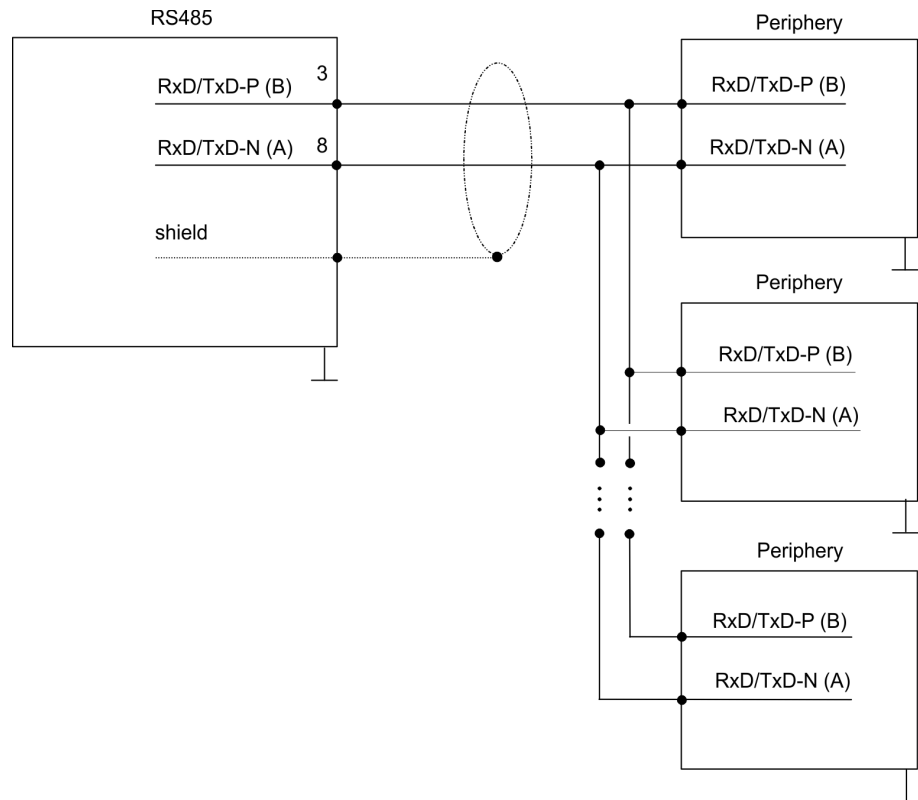 RS485
RxD/TxD-P (B) 3
RxD/TxD-N (A) 8
shield
Periphery
RxD/TxD-P (B)
RxD/TxD-N (A)
Periphery
RxD/TxD-P (B)
RxD/TxD-N (A)
Periphery
RxD/TxD-P (B)
RxD/TxD-N (A)